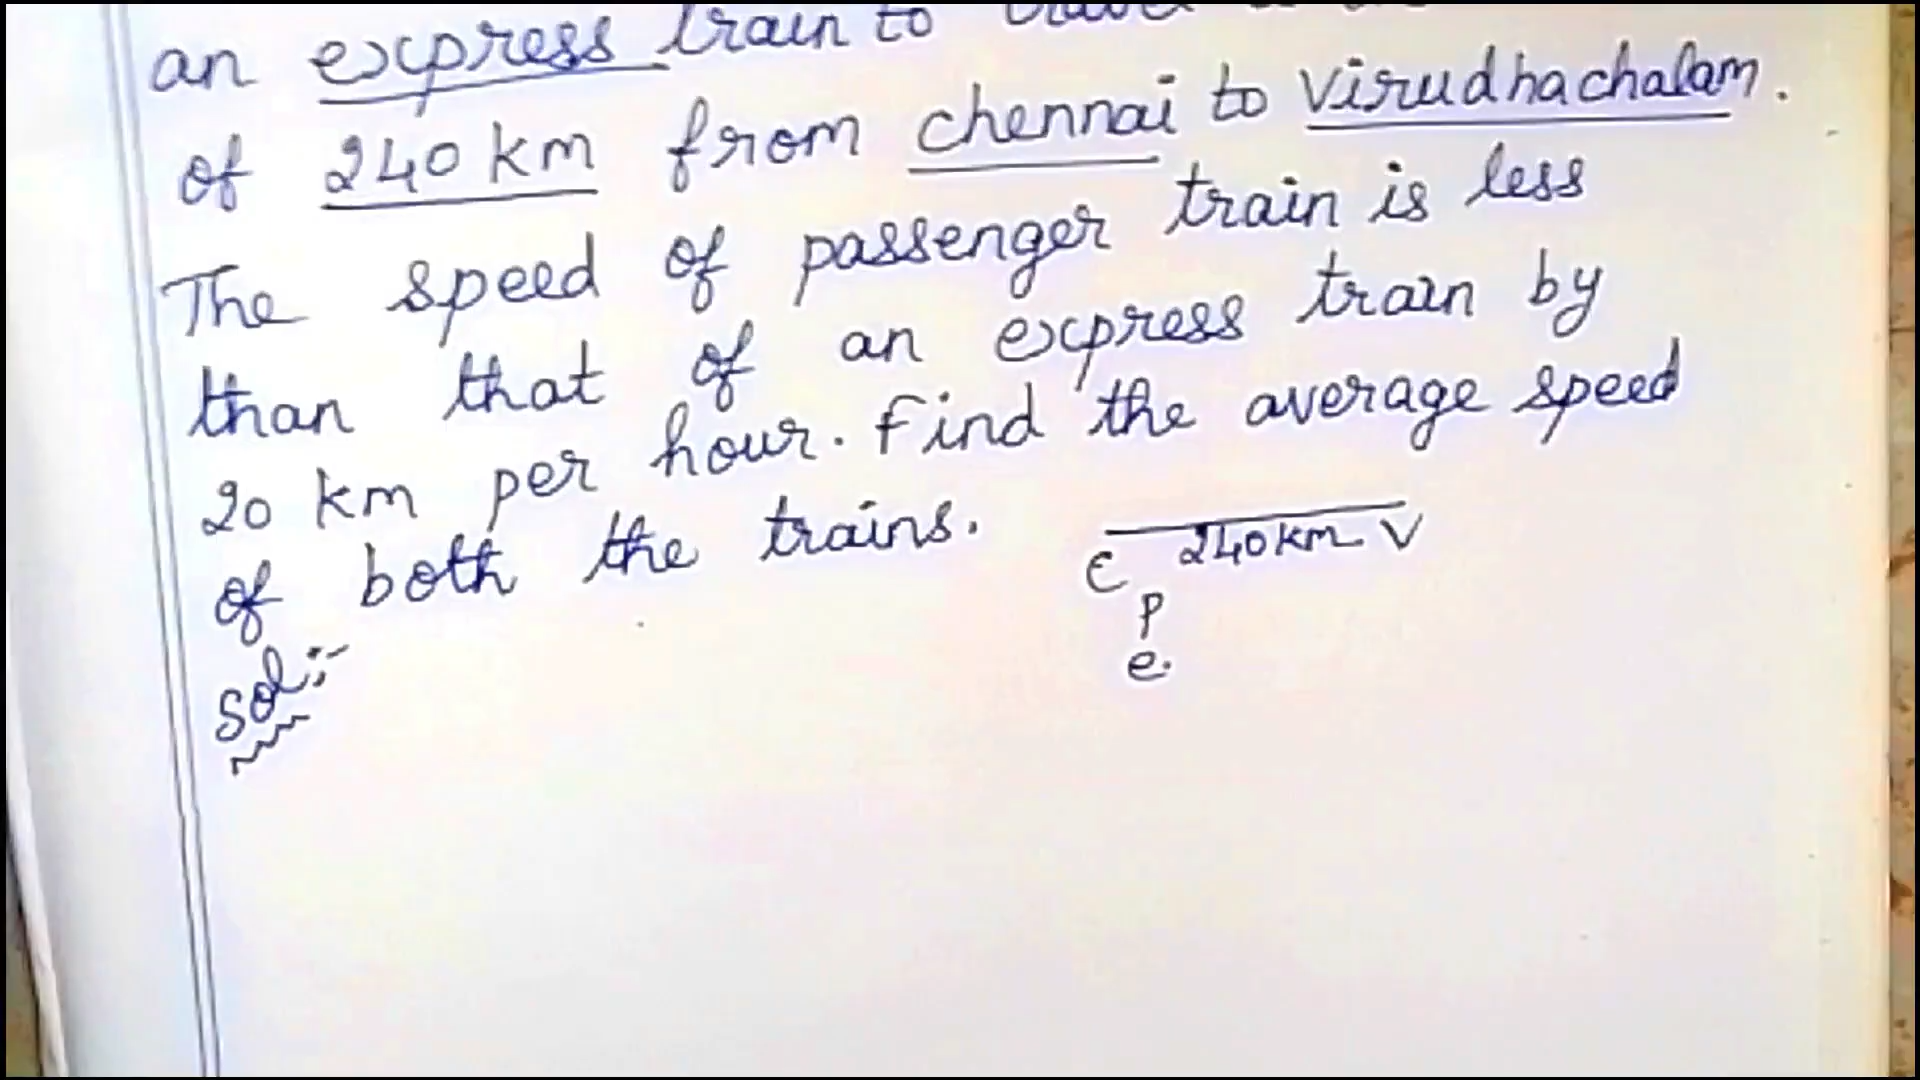 an express train to
of 240 km from chennai to Virudhachalam.
The speed of passenger train is less
than that of an express train by
20 km per hour. Find the average speed
of both the trains.
C 240km V
P
e.
Sol:-